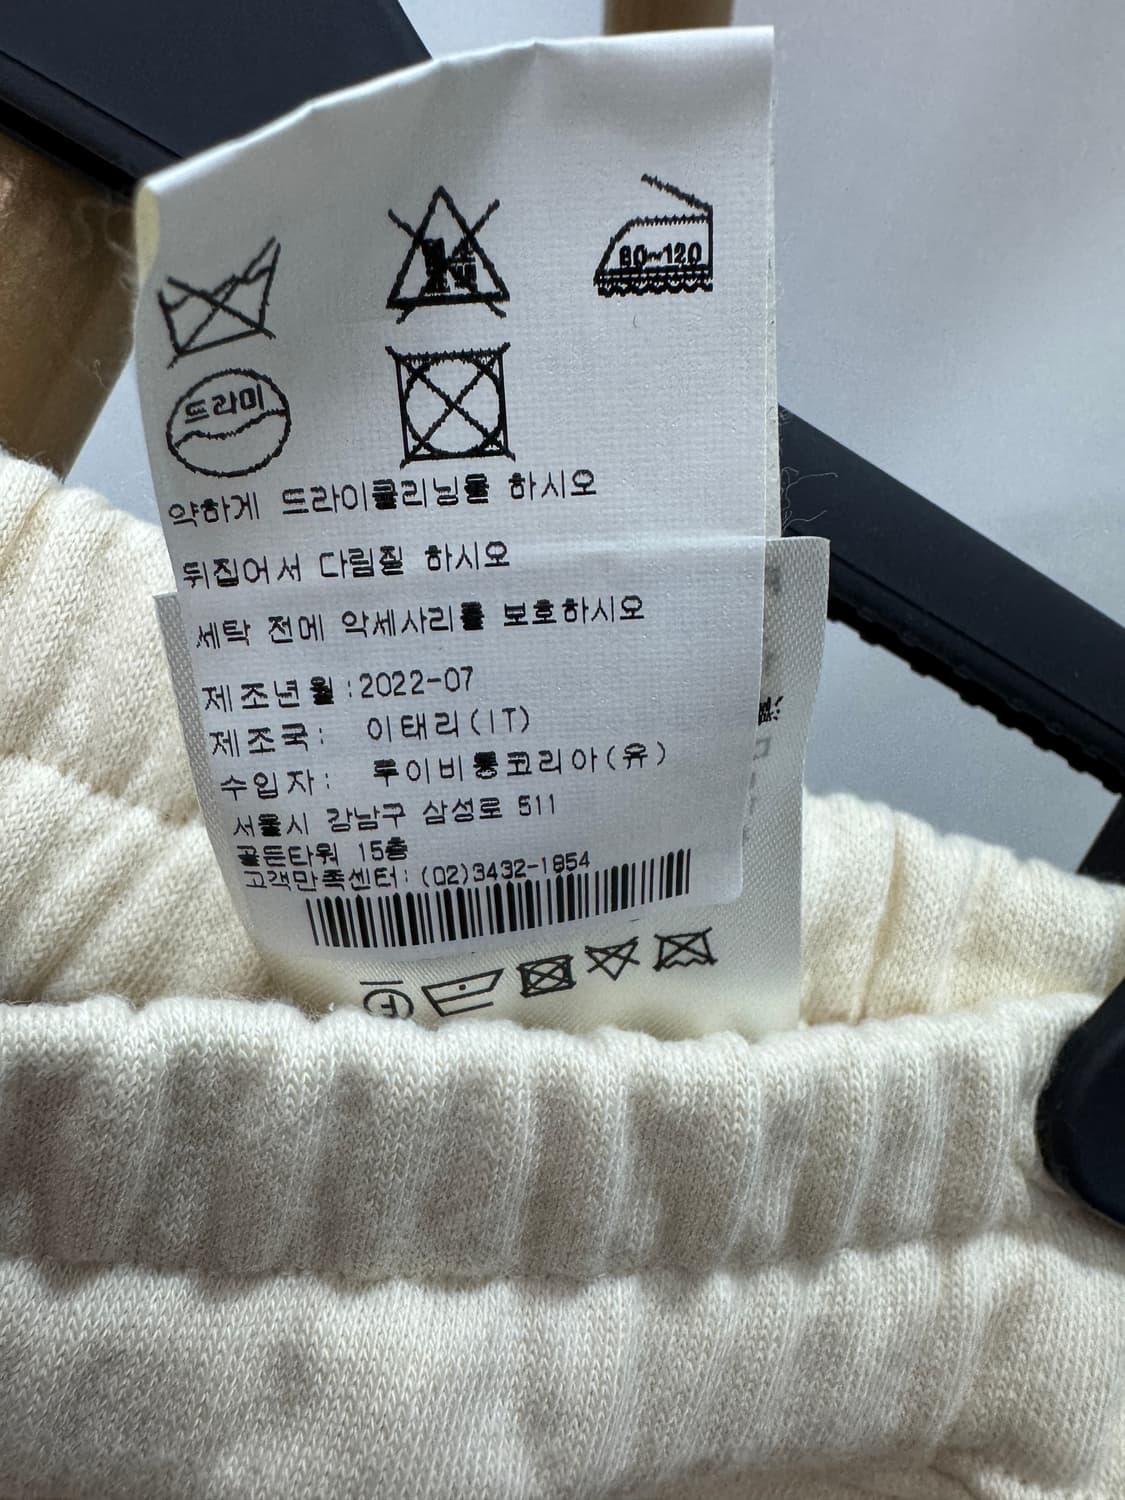 80~120
드라이
약하게 드라이클리닝을 하시오
뒤집어서 다림질 하시오
세탁 전에 악세사리를 보호하시오
제조년월:2022-07
제조국: 이태리(IT)
수입자: 루이비통코리아(유)
서울시 강남구 삼성로 511
골든타워 15층
고객만족센터:(02)3432-1854
F